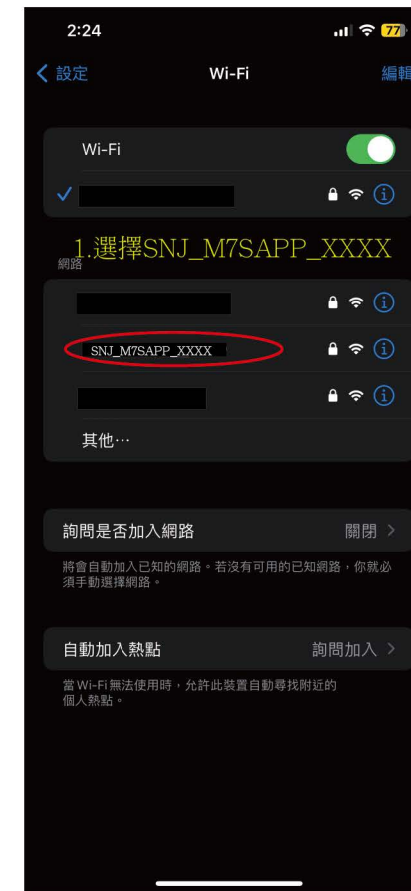 2:24
77
設定
Wi-Fi
編輯
Wi-Fi
1.選擇SNJ_M7SAPP_XXXX
網路
SNJ_M7SAPP_XXXX
其他…
詢問是否加入網路
關閉
將會自動加入已知的網路。若沒有可用的已知網路，你就必
須手動選擇網路。
自動加入熱點
詢問加入
當 Wi-Fi 無法使用時，允許此裝置自動尋找附近的
個人熱點。